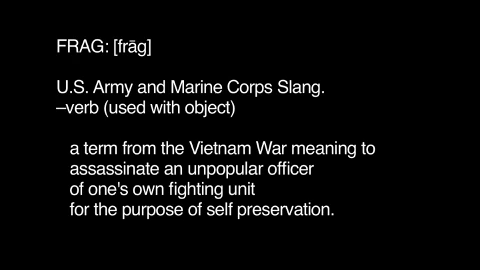 FRAG: [frāg]
U.S. Army and Marine Corps Slang.
–verb (used with object)
a term from the Vietnam War meaning to
assassinate an unpopular officer
of one's own fighting unit
for the purpose of self preservation.